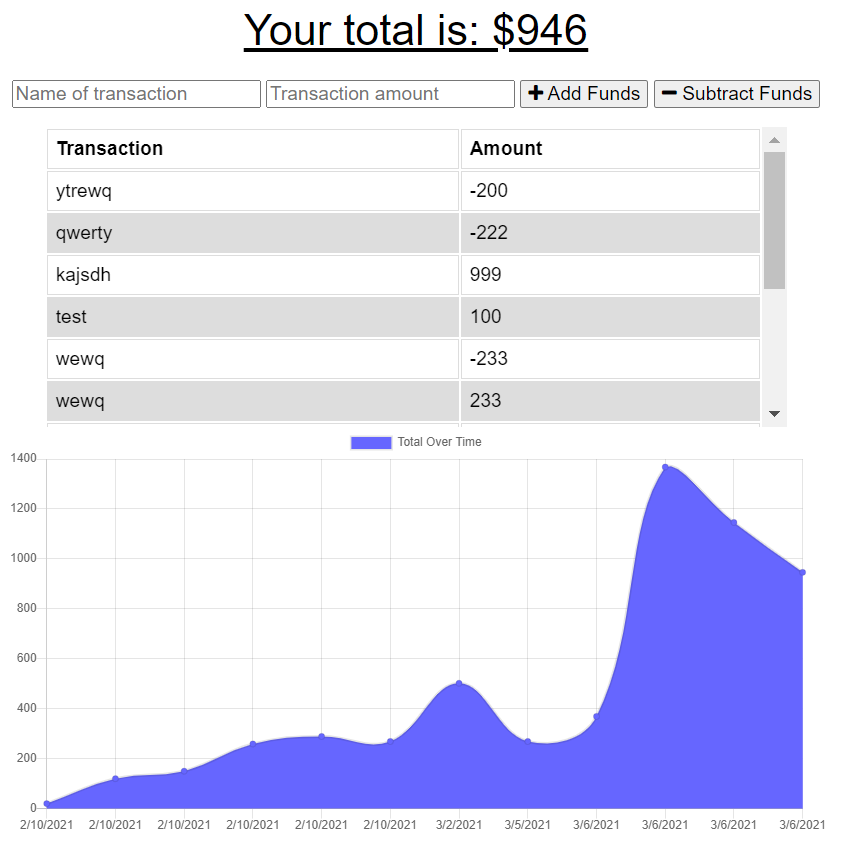 Your total is: $946
Name of transaction Transaction amount Add Funds Subtract Funds
Transaction Amount
ytrewq -200
qwerty -222
kajsdh 999
test 100
wewq -233
wewq 233
Total Over Time
1400
1200
1000
800
600
400
200
0
2/10/2021 2/10/2021 2/10/2021 2/10/2021 2/10/2021 2/10/2021 3/2/2021 3/5/2021 3/6/2021 3/6/2021 3/6/2021 3/6/2021